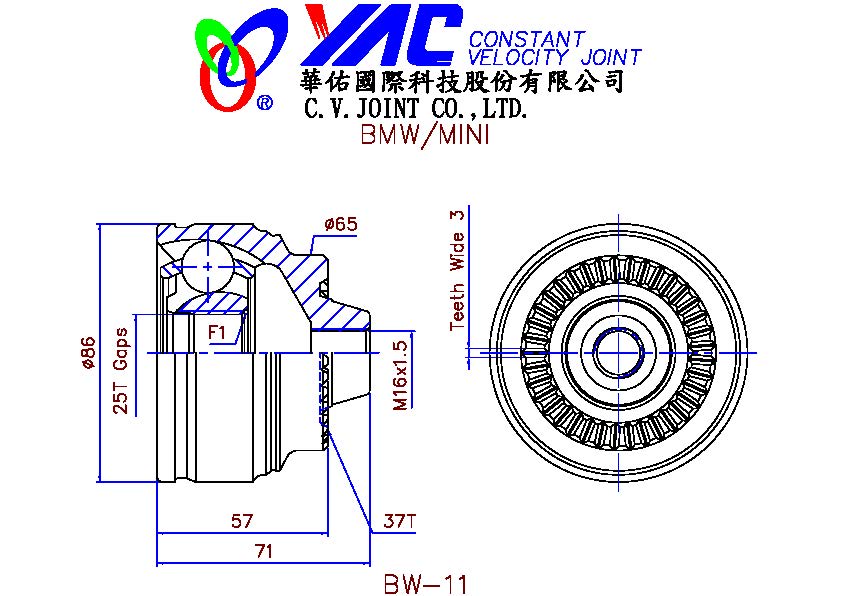 YAC CONSTANT
VELOCITY JOINT
®
華佑國際科技股份有限公司
C.V.JOINT CO.,LTD.
BMW/MINI
ø65
Teeth Wide 3
F1
ø86
25T Gaps
M16x1.5
57
37T
71
BW-11